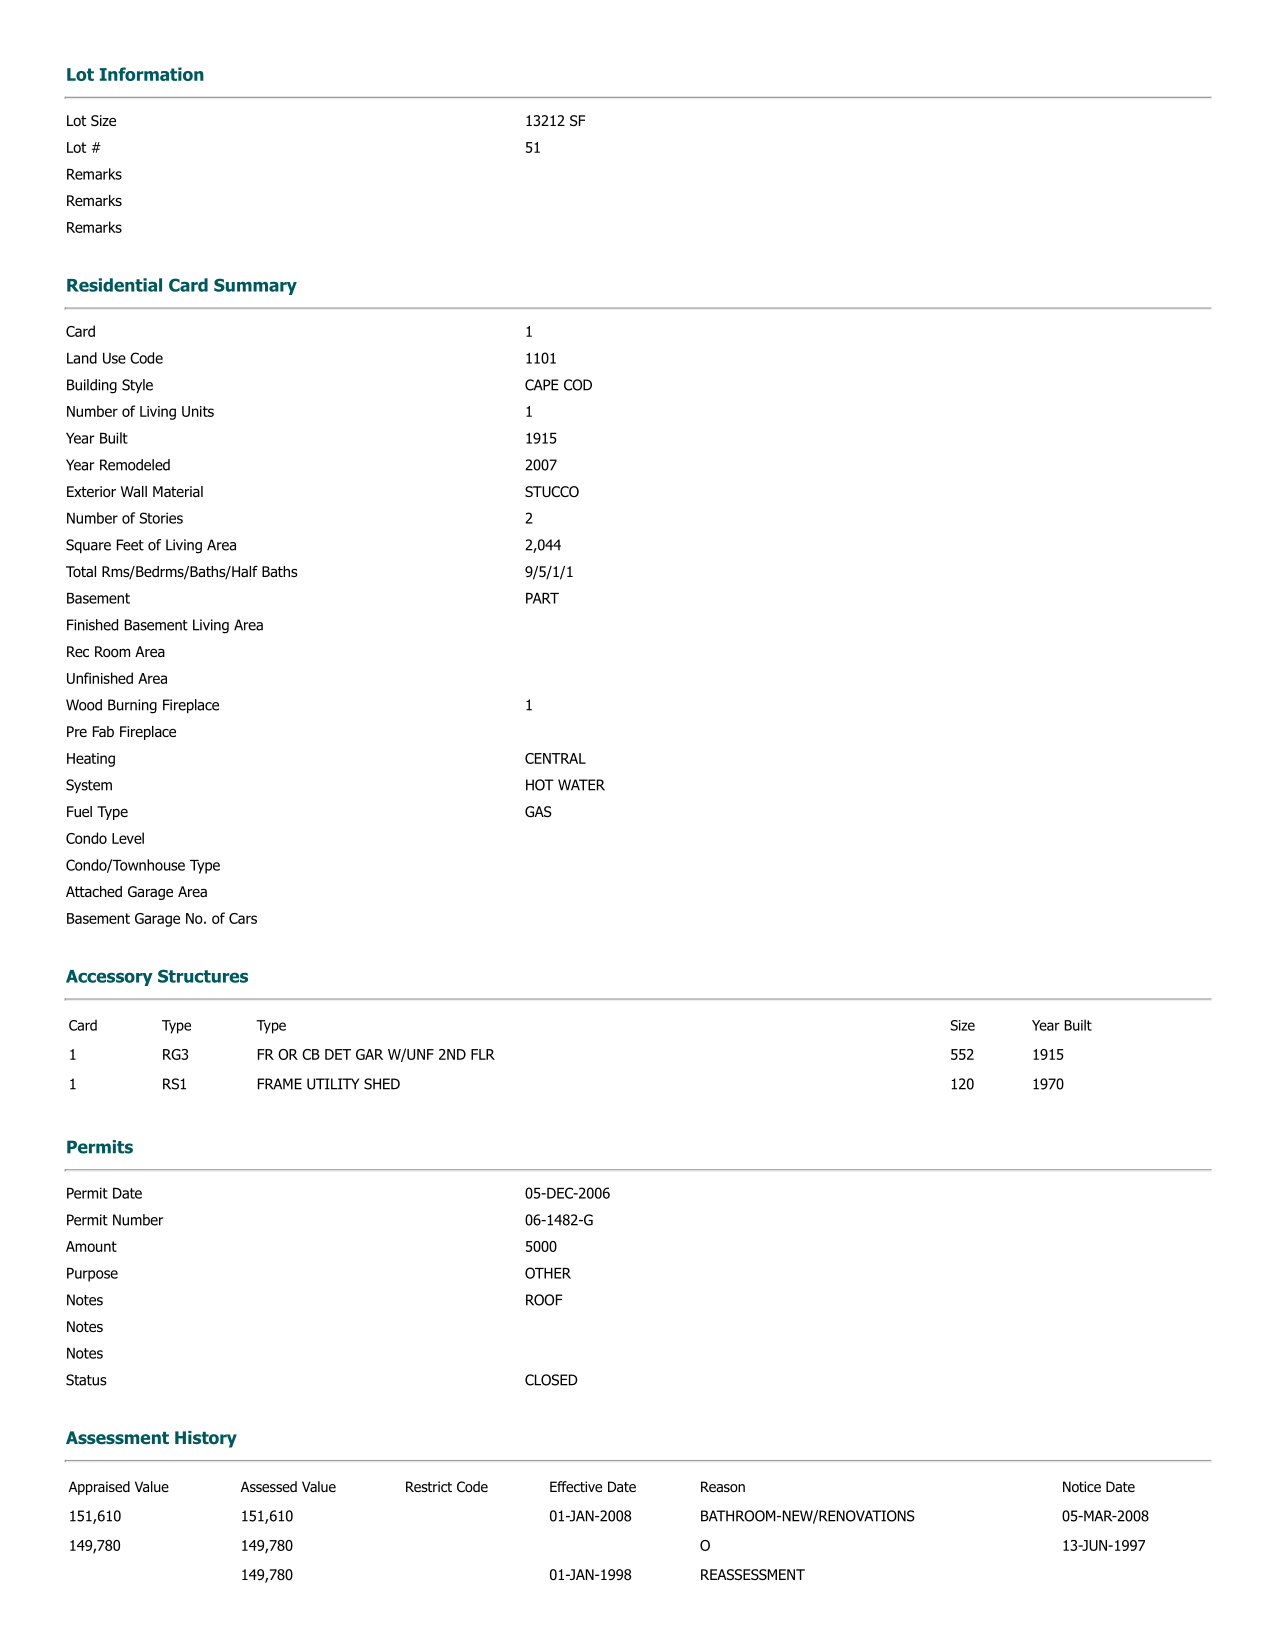 Lot Information
Lot Size 13212 SF
Lot # 51
Remarks
Remarks
Remarks
Residential Card Summary
Card 1
Land Use Code 1101
Building Style CAPE COD
Number of Living Units 1
Year Built 1915
Year Remodeled 2007
Exterior Wall Material STUCCO
Number of Stories 2
Square Feet of Living Area 2,044
Total Rms/Bedrms/Baths/Half Baths 9/5/1/1
Basement PART
Finished Basement Living Area
Rec Room Area
Unfinished Area
Wood Burning Fireplace 1
Pre Fab Fireplace
Heating CENTRAL
System HOT WATER
Fuel Type GAS
Condo Level
Condo/Townhouse Type
Attached Garage Area
Basement Garage No. of Cars
Accessory Structures
Card Type Type Size Year Built
1 RG3 FR OR CB DET GAR W/UNF 2ND FLR 552 1915
1 RS1 FRAME UTILITY SHED 120 1970
Permits
Permit Date 05-DEC-2006
Permit Number 06-1482-G
Amount 5000
Purpose OTHER
Notes ROOF
Notes
Notes
Status CLOSED
Assessment History
Appraised Value Assessed Value Restrict Code Effective Date Reason Notice Date
151,610 151,610 01-JAN-2008 BATHROOM-NEW/RENOVATIONS 05-MAR-2008
149,780 149,780 O 13-JUN-1997
149,780 01-JAN-1998 REASSESSMENT